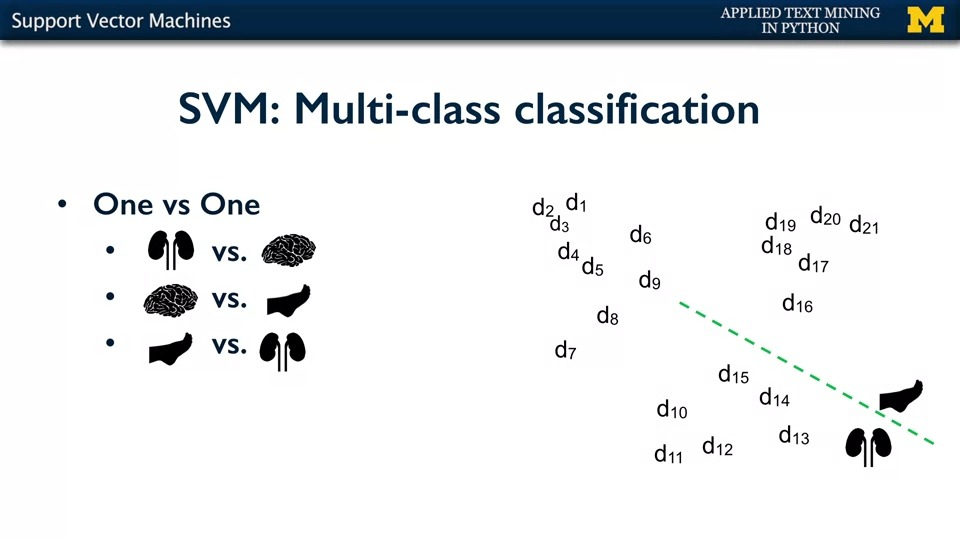 Support Vector Machines
APPLIED TEXT MINING
IN PYTHON
M
SVM: Multi-class classification
• One vs One
• vs.
• vs.
• vs.
d2 d1
d3
d4
d5
d6
d9
d8
d7
d19 d20 d21
d18
d17
d16
d15
d14
d10
d13
d12
d11